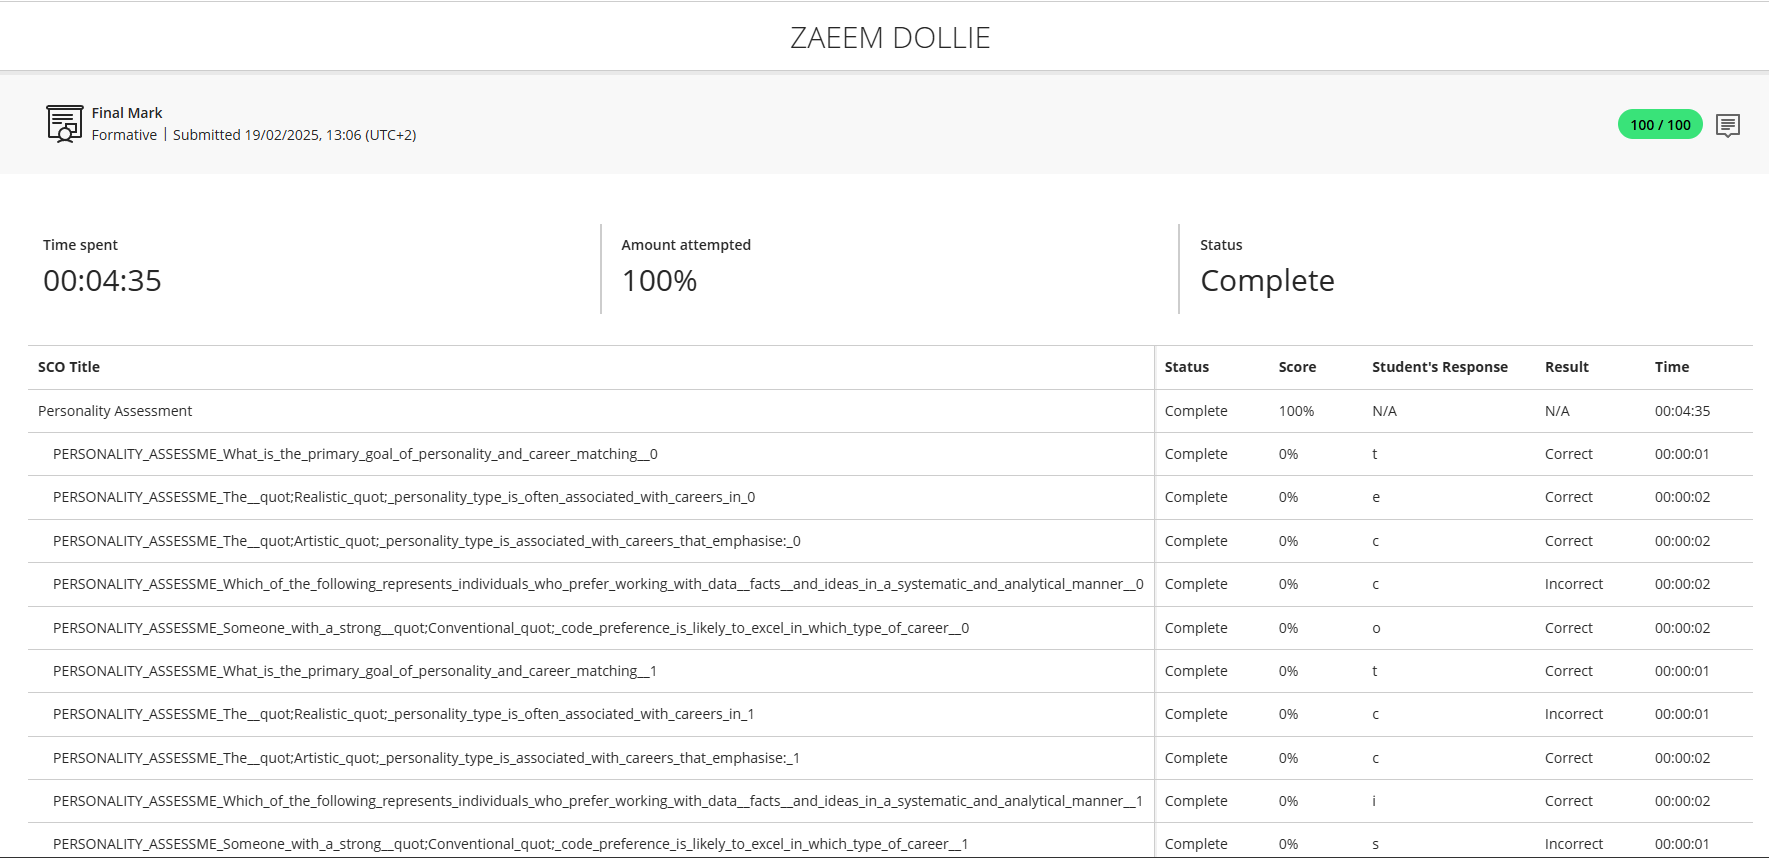 ZAEEM DOLLIE
Final Mark
Formative | Submitted 19/02/2025, 13:06 (UTC+2)
100 / 100
Time spent
00:04:35
Amount attempted
100%
Status
Complete
SCO Title Status Score Student's Response Result Time
Personality Assessment Complete 100% N/A N/A 00:04:35
PERSONALITY_ASSESSME_What_is_the_primary_goal_of_personality_and_career_matching__0 Complete 0% t Correct 00:00:01
PERSONALITY_ASSESSME_The__quot;Realistic_quot;_personality_type_is_often_associated_with_careers_in_0 Complete 0% e Correct 00:00:02
PERSONALITY_ASSESSME_The__quot;Artistic_quot;_personality_type_is_associated_with_careers_that_emphasise:_0 Complete 0% c Correct 00:00:02
PERSONALITY_ASSESSME_Which_of_the_following_represents_individuals_who_prefer_working_with_data__facts__and_ideas_in_a_systematic_and_analytical_manner__0 Complete 0% c Incorrect 00:00:02
PERSONALITY_ASSESSME_Someone_with_a_strong__quot;Conventional_quot;_code_preference_is_likely_to_excel_in_which_type_of_career__0 Complete 0% o Correct 00:00:02
PERSONALITY_ASSESSME_What_is_the_primary_goal_of_personality_and_career_matching__1 Complete 0% t Correct 00:00:01
PERSONALITY_ASSESSME_The__quot;Realistic_quot;_personality_type_is_often_associated_with_careers_in_1 Complete 0% c Incorrect 00:00:01
PERSONALITY_ASSESSME_The__quot;Artistic_quot;_personality_type_is_associated_with_careers_that_emphasise:_1 Complete 0% c Correct 00:00:02
PERSONALITY_ASSESSME_Which_of_the_following_represents_individuals_who_prefer_working_with_data__facts__and_ideas_in_a_systematic_and_analytical_manner__1 Complete 0% i Correct 00:00:02
PERSONALITY_ASSESSME_Someone_with_a_strong__quot;Conventional_quot;_code_preference_is_likely_to_excel_in_which_type_of_career__1 Complete 0% s Incorrect 00:00:01